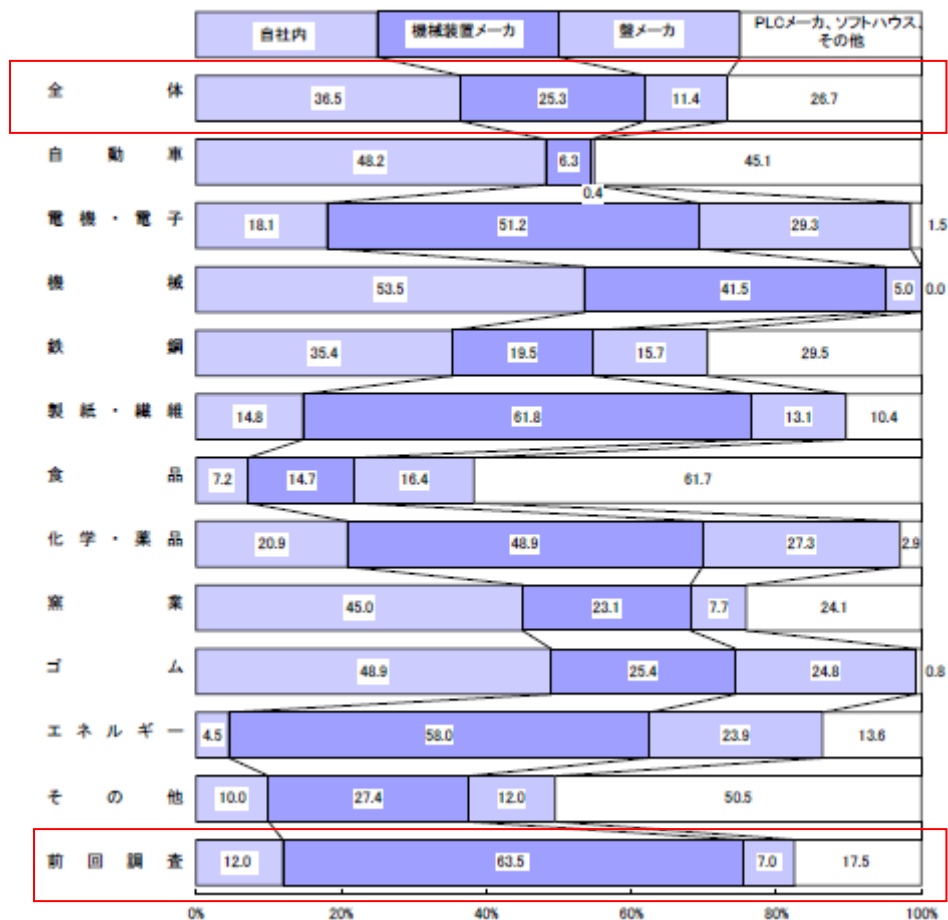 自社内 機械装置メーカ 盤メーカ PLCメーカ、ソフトハウス、
その他
全体 36.5 25.3 11.4 26.7
自動車 48.2 6.3 0.4 45.1
電機・電子 18.1 51.2 29.3 1.5
機械 53.5 41.5 5.0 0.0
鉄鋼 35.4 19.5 15.7 29.5
製紙・繊維 14.8 61.8 13.1 10.4
食品 7.2 14.7 16.4 61.7
化学・薬品 20.9 48.9 27.3 2.9
窯業 45.0 23.1 7.7 24.1
ゴム 48.9 25.4 24.8 0.8
エネルギー 4.5 58.0 23.9 13.6
その他 10.0 27.4 12.0 50.5
前回調査 12.0 63.5 7.0 17.5
0% 20% 40% 60% 80% 100%